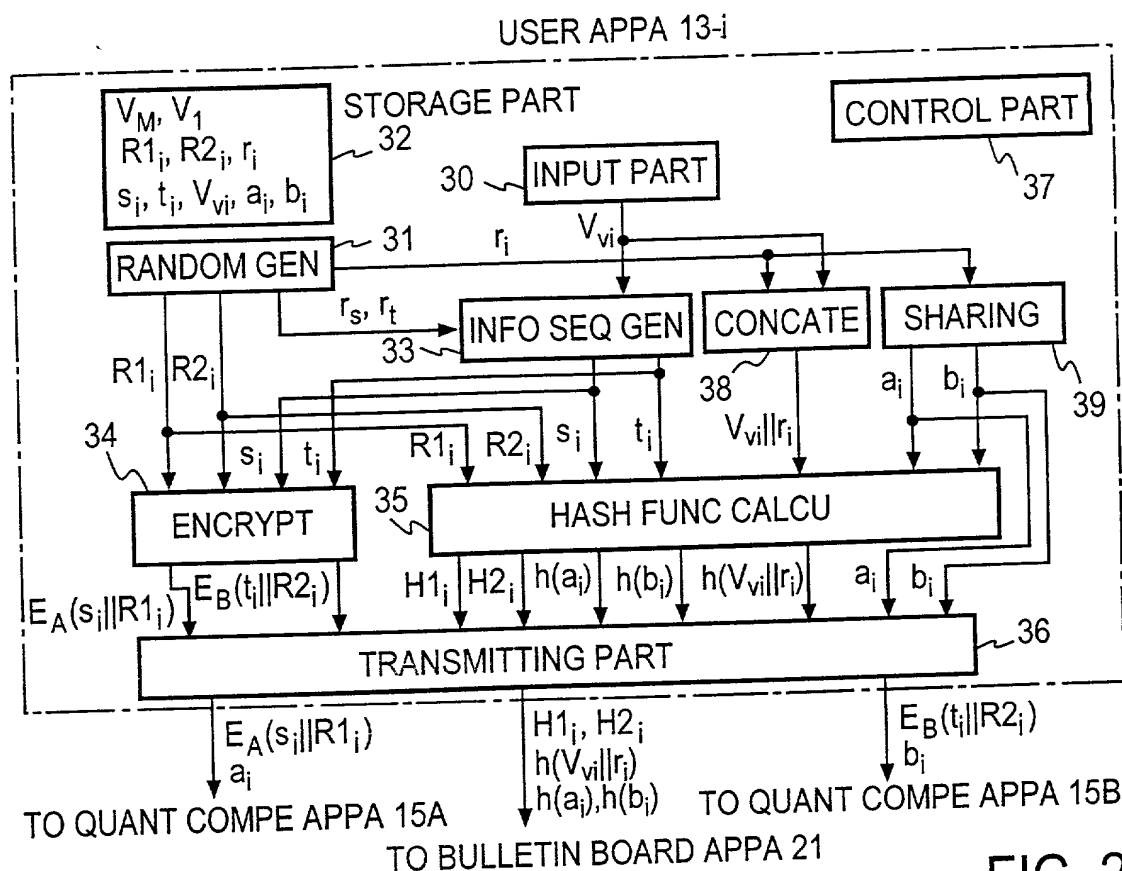 USER APPA 13-i
V_M, V_1
R1_i, R2_i, r_i
s_i, t_i, V_vi, a_i, b_i
STORAGE PART
32
CONTROL PART
37
30
INPUT PART
V_vi
31
RANDOM GEN
r_i
r_s, r_t
INFO SEQ GEN
33
CONCATE
38
SHARING
39
R1_i
R2_i
a_i
b_i
34
s_i
t_i
R1_i
R2_i
s_i
t_i
V_vi||r_i
ENCRYPT
35
HASH FUNC CALCU
E_A(s_i||R1_i)
E_B(t_i||R2_i)
H1_i
H2_i
h(a_i)
h(b_i)
h(V_vi||r_i)
a_i
b_i
36
TRANSMITTING PART
E_A(s_i||R1_i)
a_i
H1_i, H2_i
h(V_vi||r_i)
h(a_i),h(b_i)
E_B(t_i||R2_i)
b_i
TO QUANT COMPE APPA 15A
TO QUANT COMPE APPA 15B
TO BULLETIN BOARD APPA 21
FIG. 2